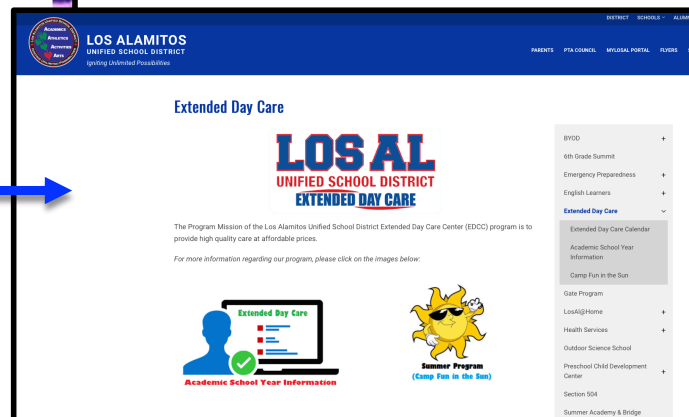 DISTRICT SCHOOLS
ACADEMICS
ATHLETICS
ACTIVITIES
ARTS
LOS ALAMITOS
UNIFIED SCHOOL DISTRICT
Igniting Unlimited Possibilities
PARENTS PTA COUNCIL MYLOSAL PORTAL FLYERS
Extended Day Care
LOS AL
UNIFIED SCHOOL DISTRICT
EXTENDED DAY CARE
The Program Mission of the Los Alamitos Unified School District Extended Day Care Center (EDCC) program is to
provide high quality care at affordable prices.
For more information regarding our program, please click on the images below:
Extended Day Care
Academic School Year Information
Summer Program
(Camp Fun in the Sun)
BYOD +
6th Grade Summit
Emergency Preparedness +
English Learners +
Extended Day Care
Extended Day Care Calendar
Academic School Year
Information
Camp Fun in the Sun
Gate Program
LosAl@Home +
Health Services +
Outdoor Science School
Preschool Child Development
Center +
Section 504
Summer Academy & Bridge